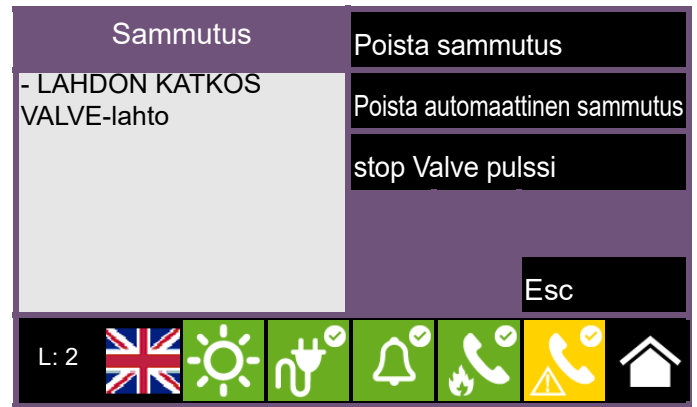 Sammutus
- LAHDON KATKOS
VALVE-lahto
Poista sammutus
Poista automaattinen sammutus
stop Valve pulssi
Esc
L: 2